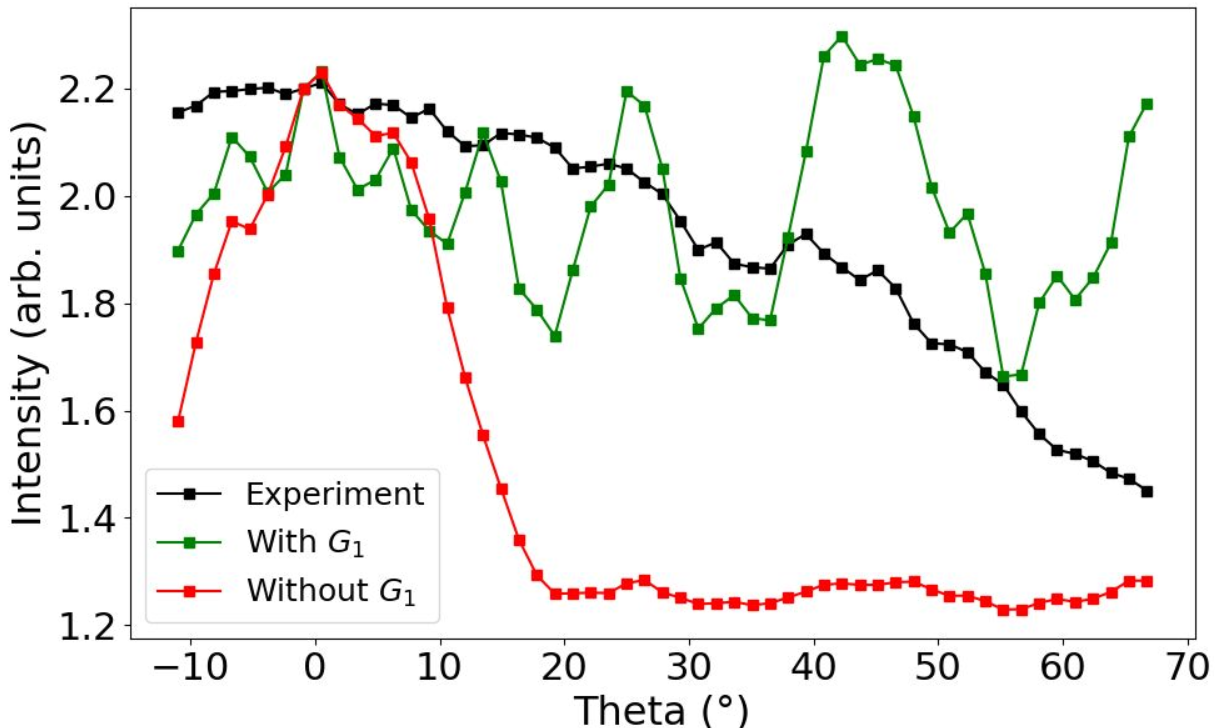 Intensity (arb. units)
2.2
2.0
1.8
1.6
1.4
1.2
Experiment
With G₁
Without G₁
−10 0 10 20 30 40 50 60 70
Theta (°)